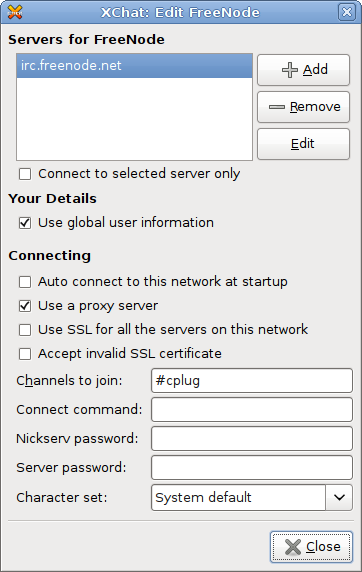 XChat: Edit FreeNode
Servers for FreeNode
irc.freenode.net
Add
Remove
Edit
Connect to selected server only
Your Details
Use global user information
Connecting
Auto connect to this network at startup
Use a proxy server
Use SSL for all the servers on this network
Accept invalid SSL certificate
Channels to join: #cplug
Connect command:
Nickserv password:
Server password:
Character set: System default
Close